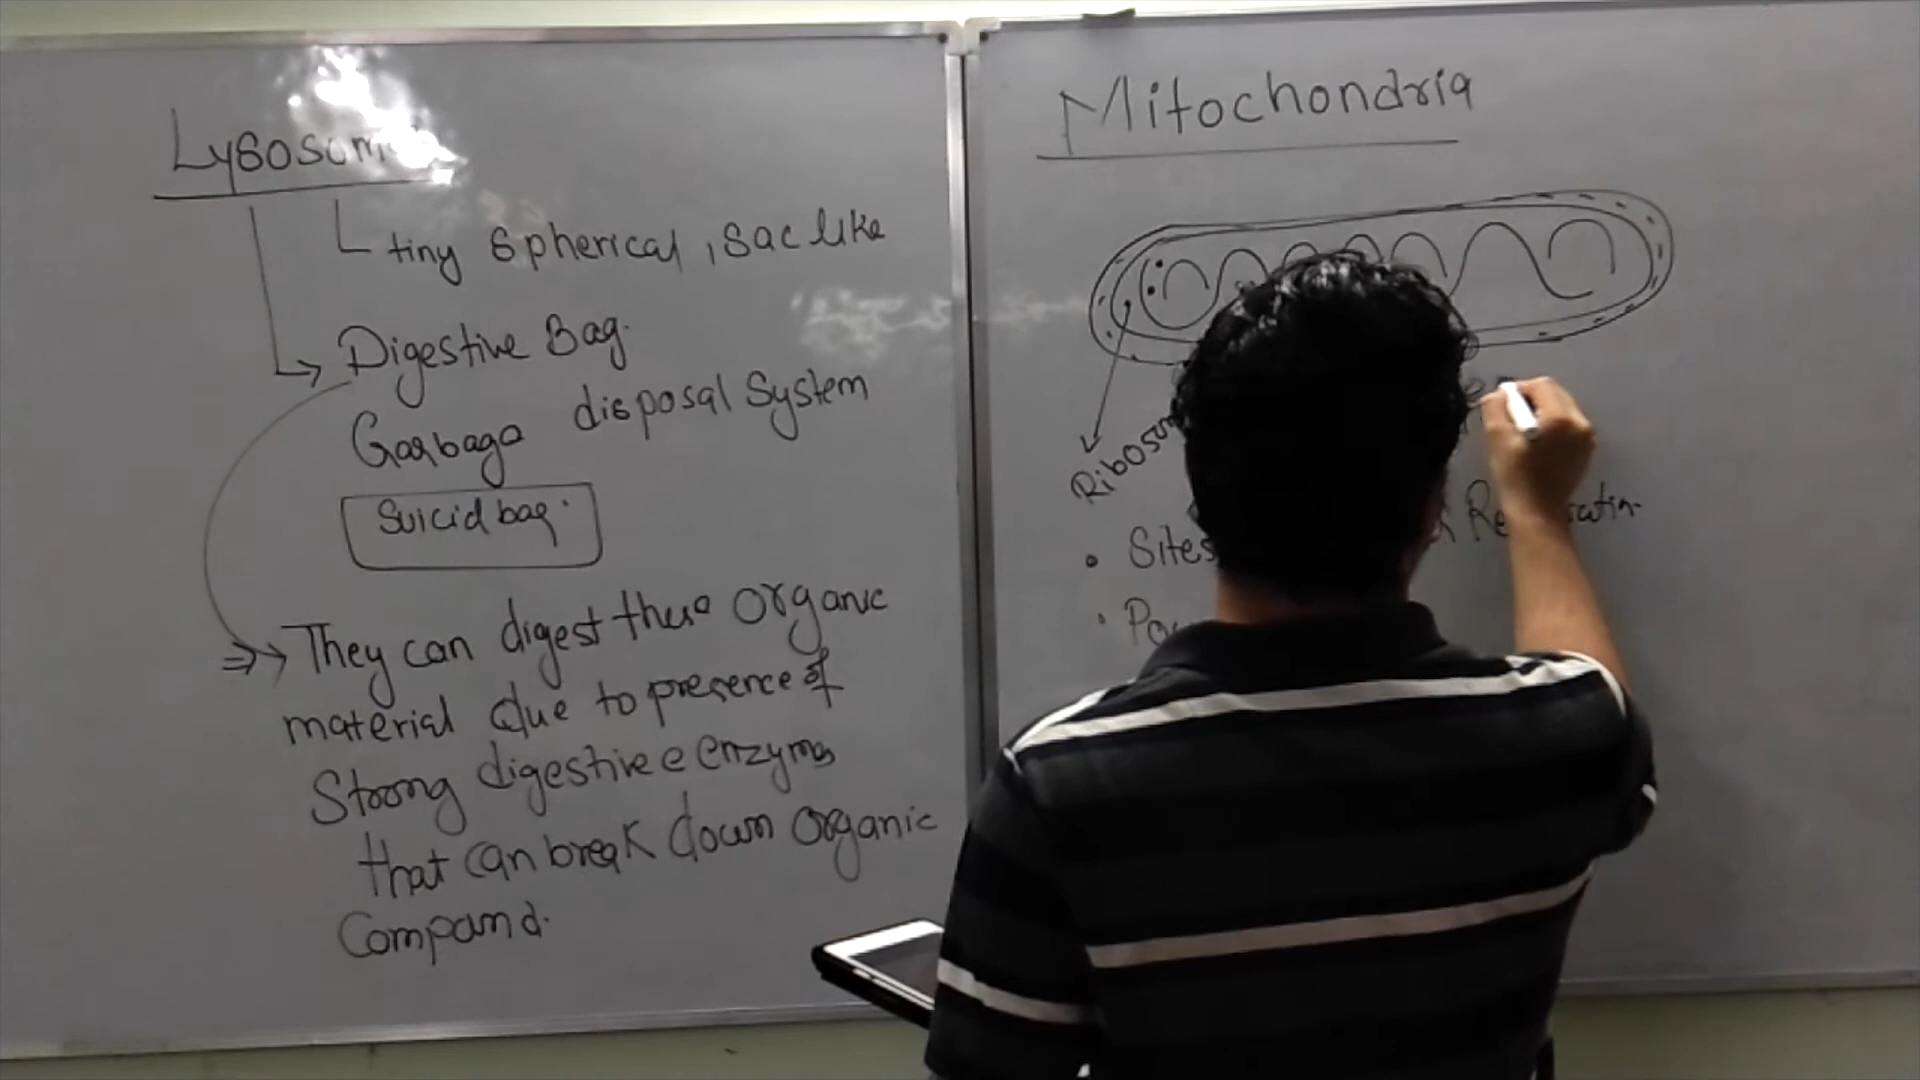 Lysosom
tiny spherical, sac like
Digestive Bag.
Garbage disposal System
Suicid bag.
They can digest these organic
material due to presence of
Strong digestive e enzymes
that can break down organic
Compound.
Mitochondria
Ribosom
• Sites